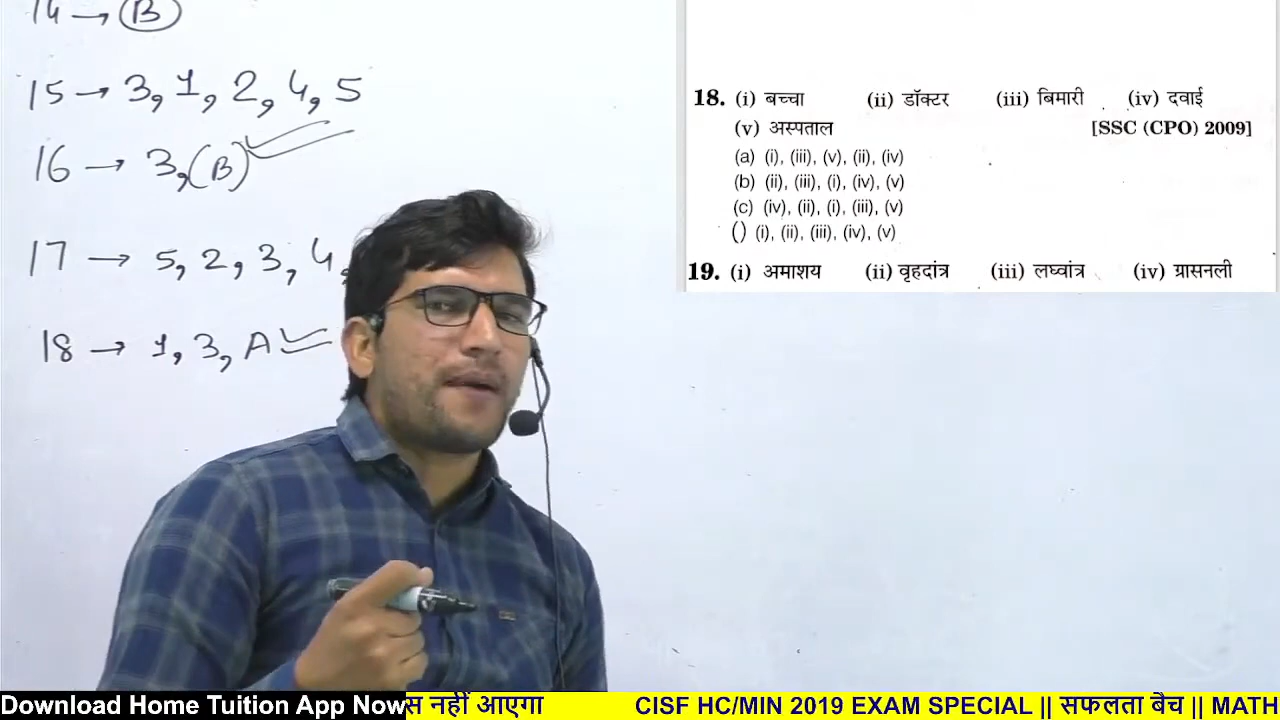 14 → B
15 → 3, 1, 2, 4, 5
16 → 3, (B)
17 → 5, 2, 3, 4,
18 → 1, 3, A
18. (i) बच्चा (ii) डॉक्टर (iii) बिमारी (iv) दवाई
(v) अस्पताल [SSC (CPO) 2009]
(a) (i), (iii), (v), (ii), (iv)
(b) (ii), (iii), (i), (iv), (v)
(c) (iv), (ii), (i), (iii), (v)
() (i), (ii), (iii), (iv), (v)
19. (i) अमाशय (ii) वृहदांत्र (iii) लघ्वांत्र (iv) ग्रासनली
Download Home Tuition App Now स नहीं आएगा CISF HC/MIN 2019 EXAM SPECIAL || सफलता बैच || MATH